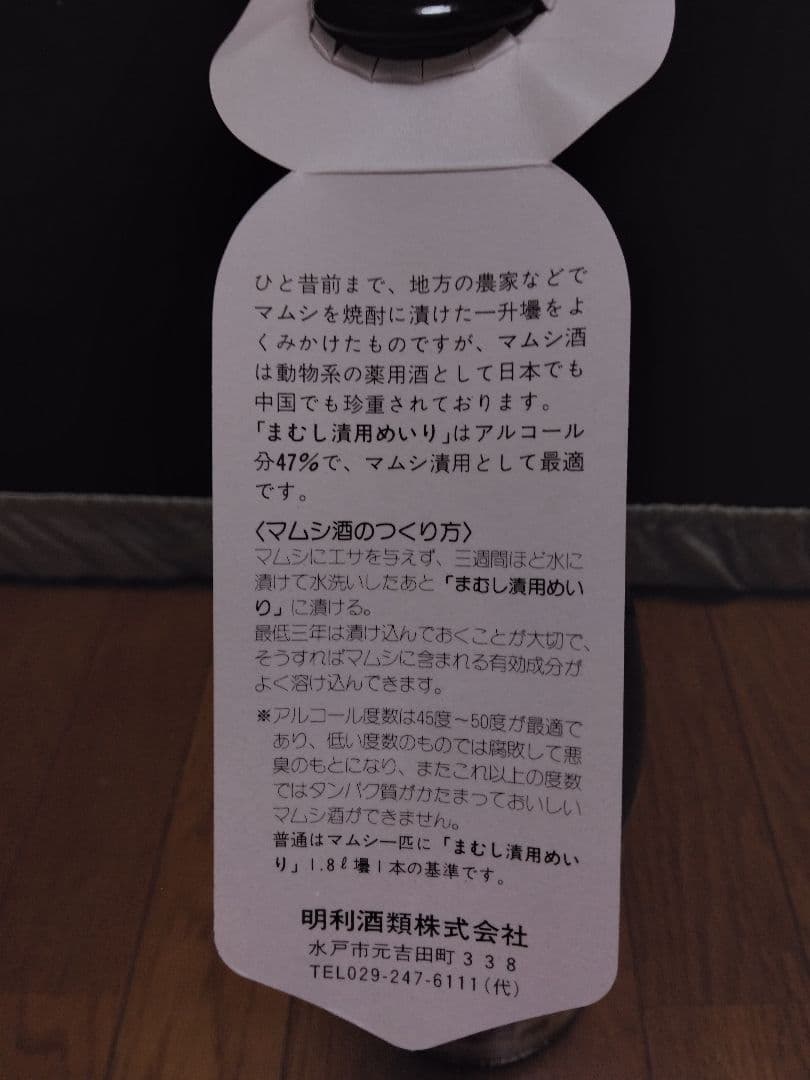 ひと昔前まで、地方の農家などで
マムシを焼酎に漬けた一升壜をよ
くみかけたものですが、マムシ酒
は動物系の薬用酒として日本でも
中国でも珍重されております。
「まむし漬用めいり」はアルコール
分47%で、マムシ漬用として最適
です。
〈マムシ酒のつくり方〉
マムシにエサを与えず、三週間ほど水に
漬けて水洗いしたあと「まむし漬用めい
り」に漬ける。
最低三年は漬け込んでおくことが大切で、
そうすればマムシに含まれる有効成分が
よく溶け込んできます。
※アルコール度数は45度〜50度が最適で
あり、低い度数のものでは腐敗して悪
臭のもとになり、またこれ以上の度数
ではタンパク質がかたまっておいしい
マムシ酒ができません。
普通はマムシ一匹に「まむし漬用めい
り」1.8ℓ壜1本の基準です。
明利酒類株式会社
水戸市元吉田町338
TEL029-247-6111(代)